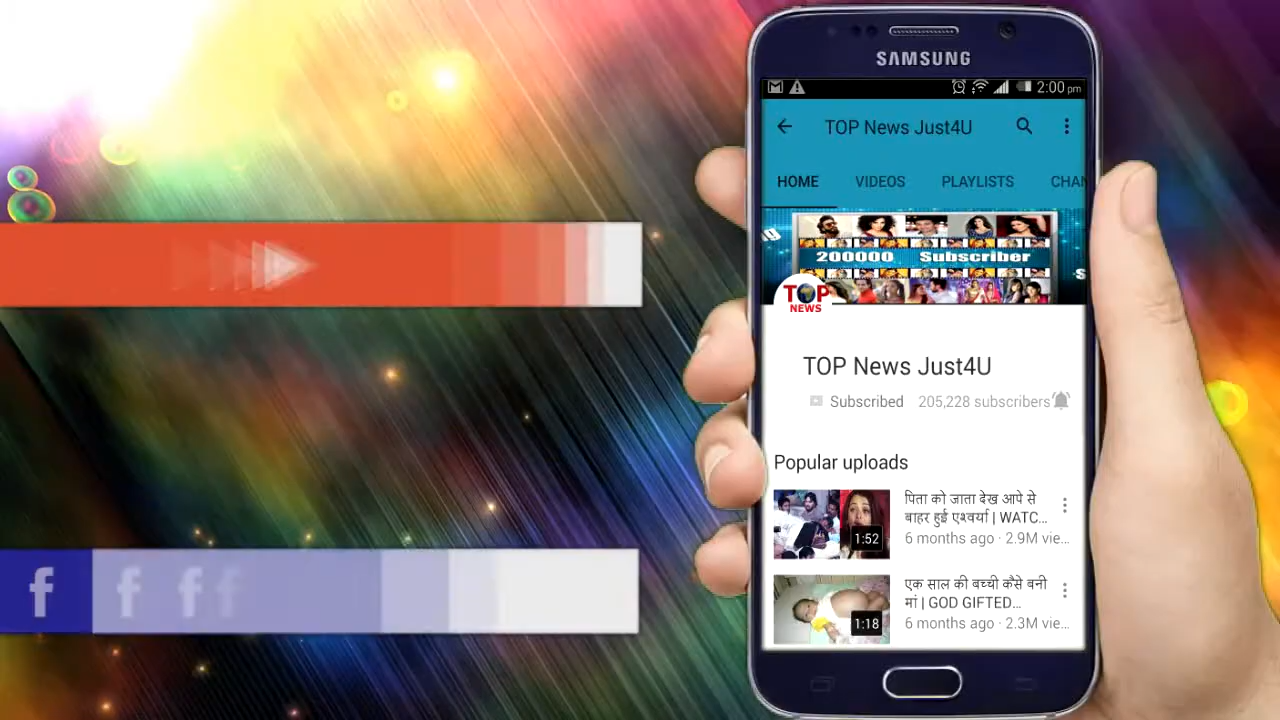 SAMSUNG
2:00 pm
TOP News Just4U
HOME VIDEOS PLAYLISTS CHAN
200000 Subscriber
TOP
NEWS
TOP News Just4U
Subscribed 205,228 subscribers
Popular uploads
पिता को जाता देख आपे से
बाहर हुई एश्वर्या | WATC...
6 months ago · 2.9M vie...
1:52
एक साल की बच्ची कैसे बनी
मां | GOD GIFTED...
6 months ago · 2.3M vie...
1:18